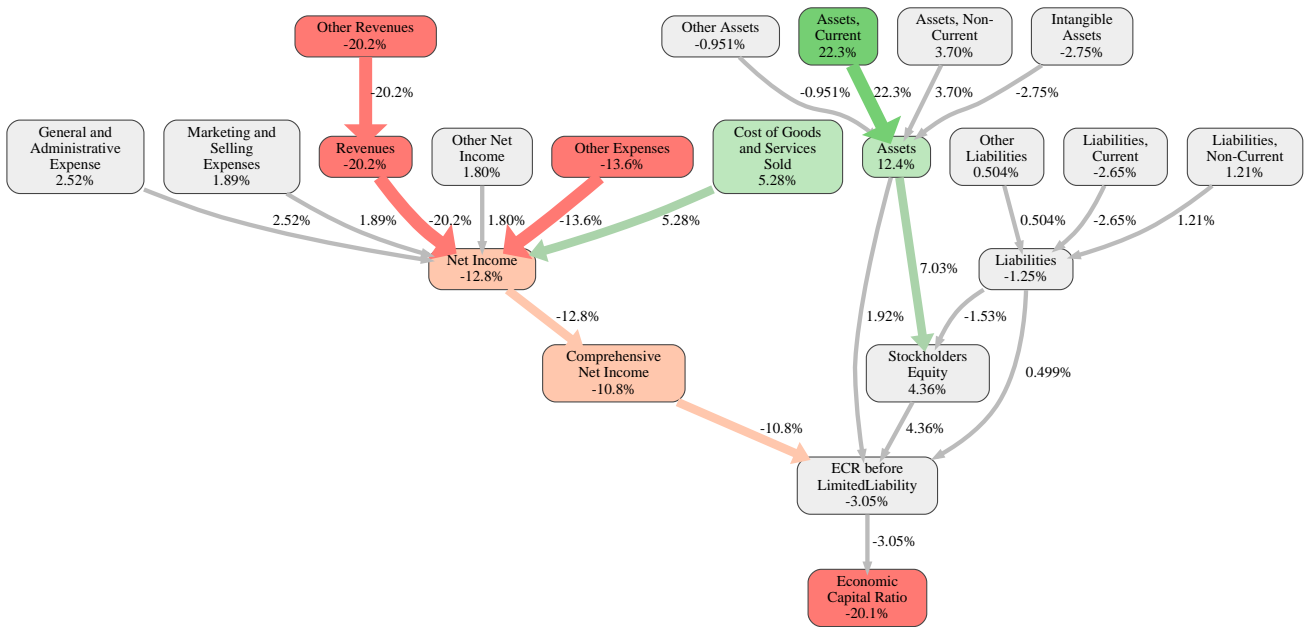 Other Revenues
-20.2%
Other Assets
-0.951%
Assets,
Current
22.3%
Assets, Non-
Current
3.70%
Intangible
Assets
-2.75%
-20.2%
-0.951%
22.3%
3.70%
-2.75%
General and
Administrative
Expense
2.52%
Marketing and
Selling
Expenses
1.89%
Revenues
-20.2%
Other Net
Income
1.80%
Other Expenses
-13.6%
Cost of Goods
and Services
Sold
5.28%
Assets
12.4%
Other
Liabilities
0.504%
Liabilities,
Current
-2.65%
Liabilities,
Non-Current
1.21%
2.52%
1.89%
-20.2%
1.80%
-13.6%
5.28%
0.504%
-2.65%
1.21%
Net Income
-12.8%
Liabilities
-1.25%
7.03%
-12.8%
1.92%
-1.53%
Comprehensive
Net Income
-10.8%
Stockholders
Equity
4.36%
0.499%
-10.8%
4.36%
ECR before
LimitedLiability
-3.05%
-3.05%
Economic
Capital Ratio
-20.1%